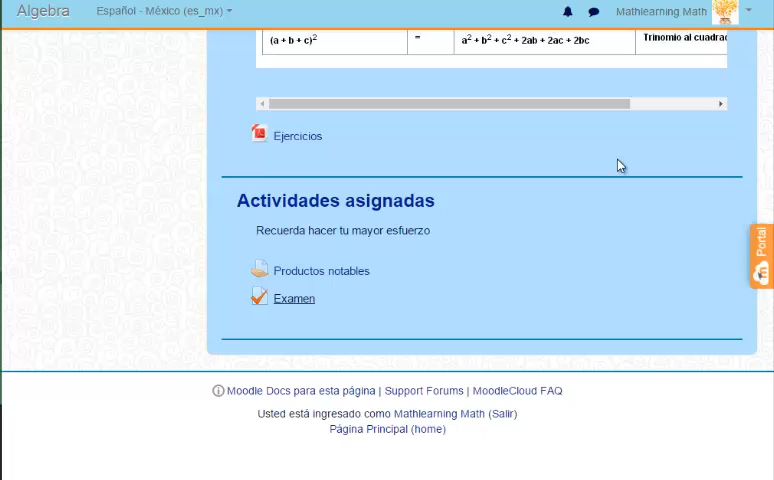 Algebra Español - México (es_mx) Mathlearning Math
(a + b + c)² = a² + b² + c² + 2ab + 2ac + 2bc Trinomio al cuadrad
Ejercicios
Actividades asignadas
Recuerda hacer tu mayor esfuerzo
Portal
Productos notables
Examen
Moodle Docs para esta página | Support Forums | MoodleCloud FAQ
Usted está ingresado como Mathlearning Math (Salir)
Página Principal (home)